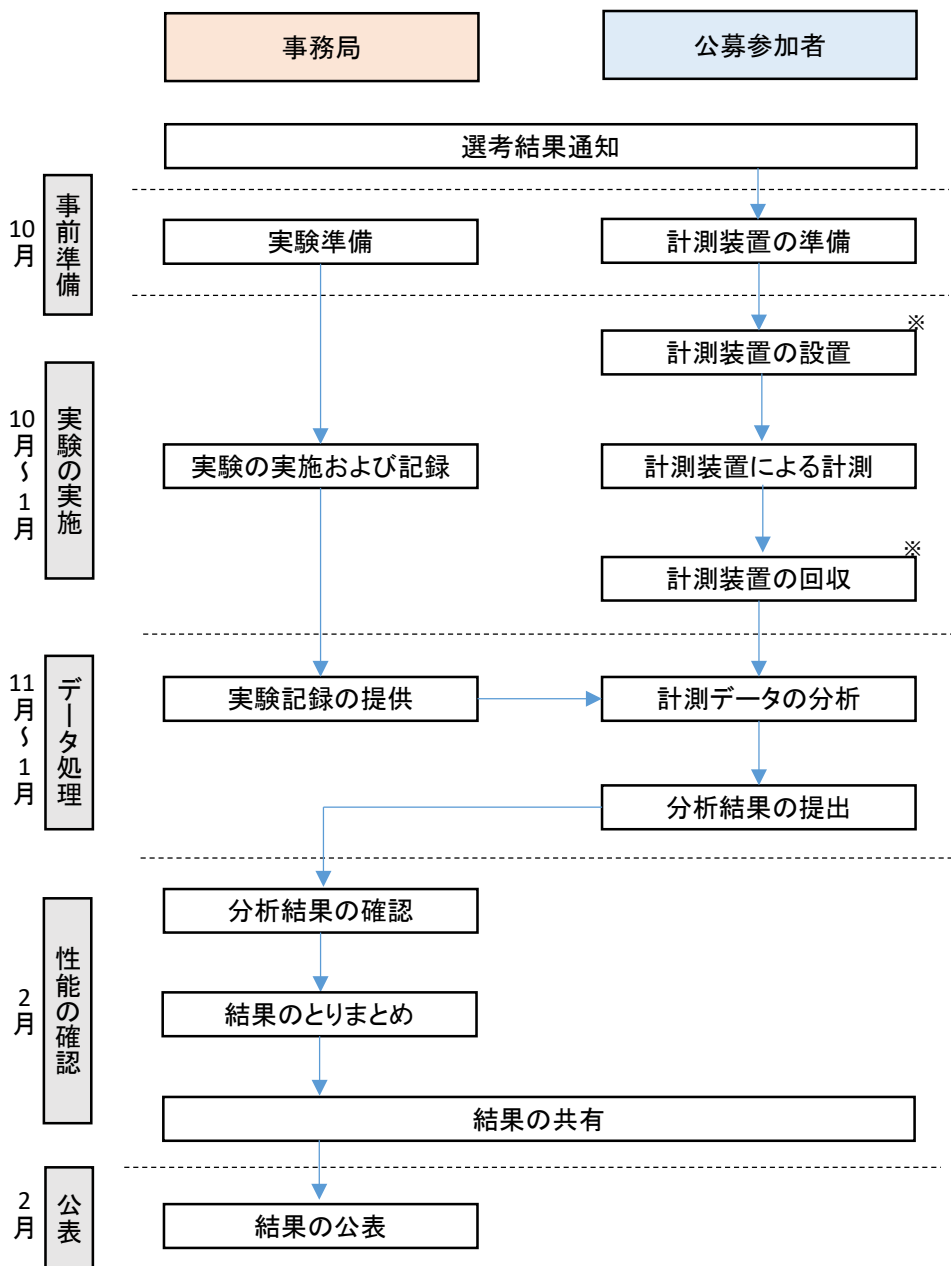 事務局
公募参加者
選考結果通知
10月
事前準備
実験準備
計測装置の準備
※
計測装置の設置
10月～1月
実験の実施
実験の実施および記録
計測装置による計測
※
計測装置の回収
11月～1月
データ処理
実験記録の提供
計測データの分析
分析結果の提出
2月
性能の確認
分析結果の確認
結果のとりまとめ
結果の共有
2月
公表
結果の公表